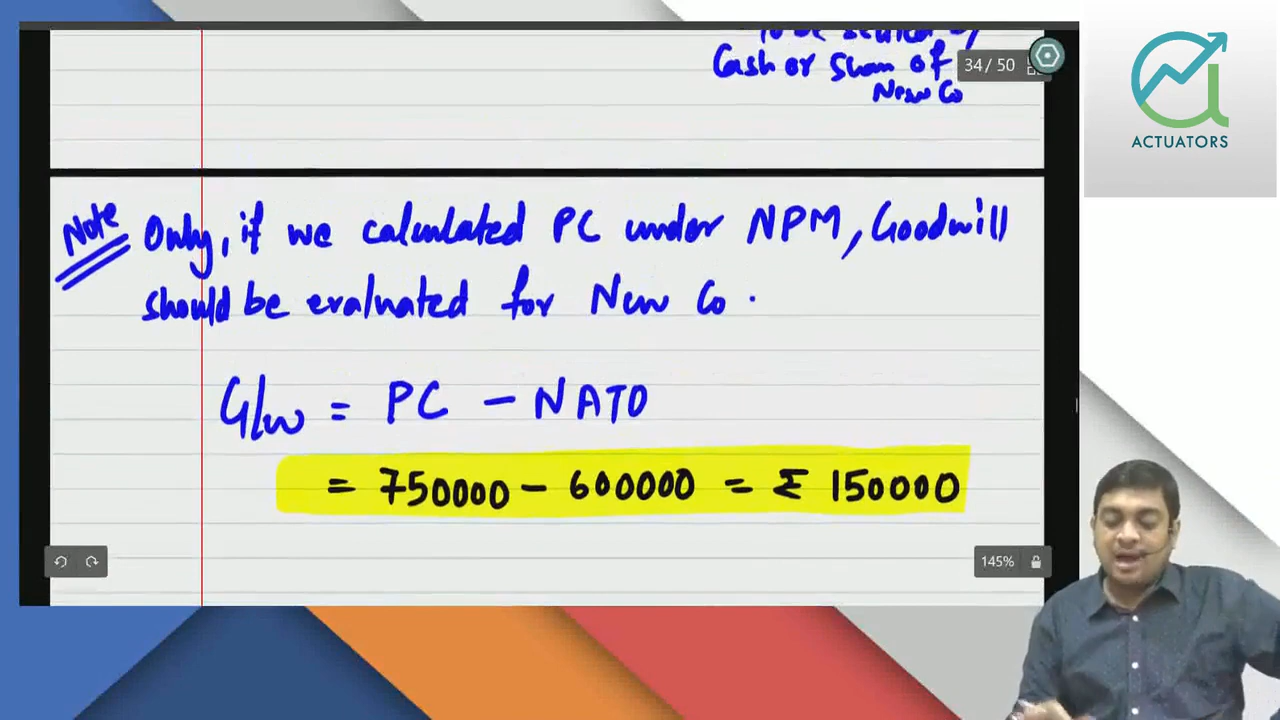 Cash or Sham of
New Co
34 / 50
ACTUATORS
Note Only, if we calculated PC under NPM, Goodwill
should be evaluated for New Co.
G/w = PC - NATO
= 750000 - 600000 = ₹ 150000
145%